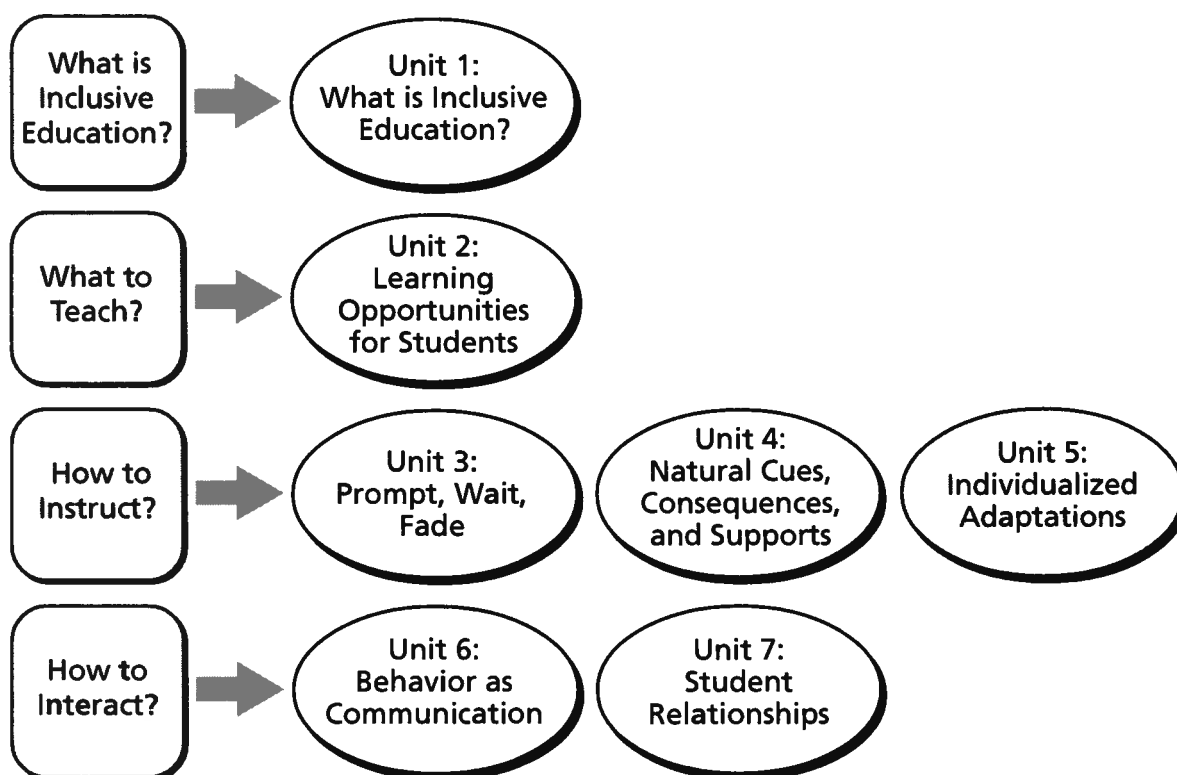 What is
Inclusive
Education?
Unit 1:
What is Inclusive
Education?
What to
Teach?
Unit 2:
Learning
Opportunities
for Students
How to
Instruct?
Unit 3:
Prompt, Wait,
Fade
Unit 4:
Natural Cues,
Consequences,
and Supports
Unit 5:
Individualized
Adaptations
How to
Interact?
Unit 6:
Behavior as
Communication
Unit 7:
Student
Relationships